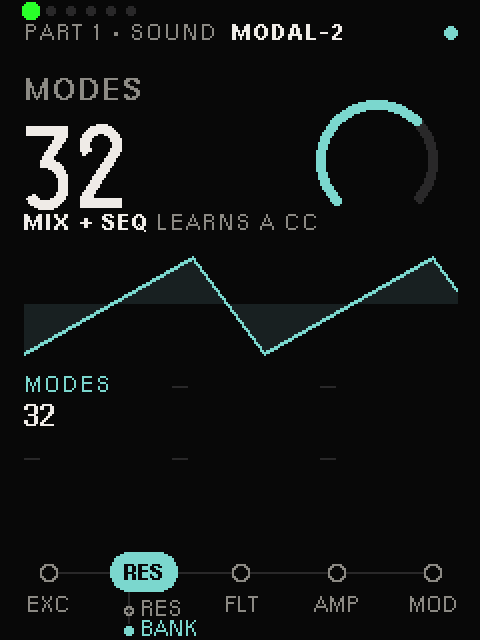 PART 1 · SOUND MODAL-2
MODES
32
MIX + SEQ LEARNS A CC
MODES
32
RES
EXC
RES
FLT
AMP
MOD
BANK